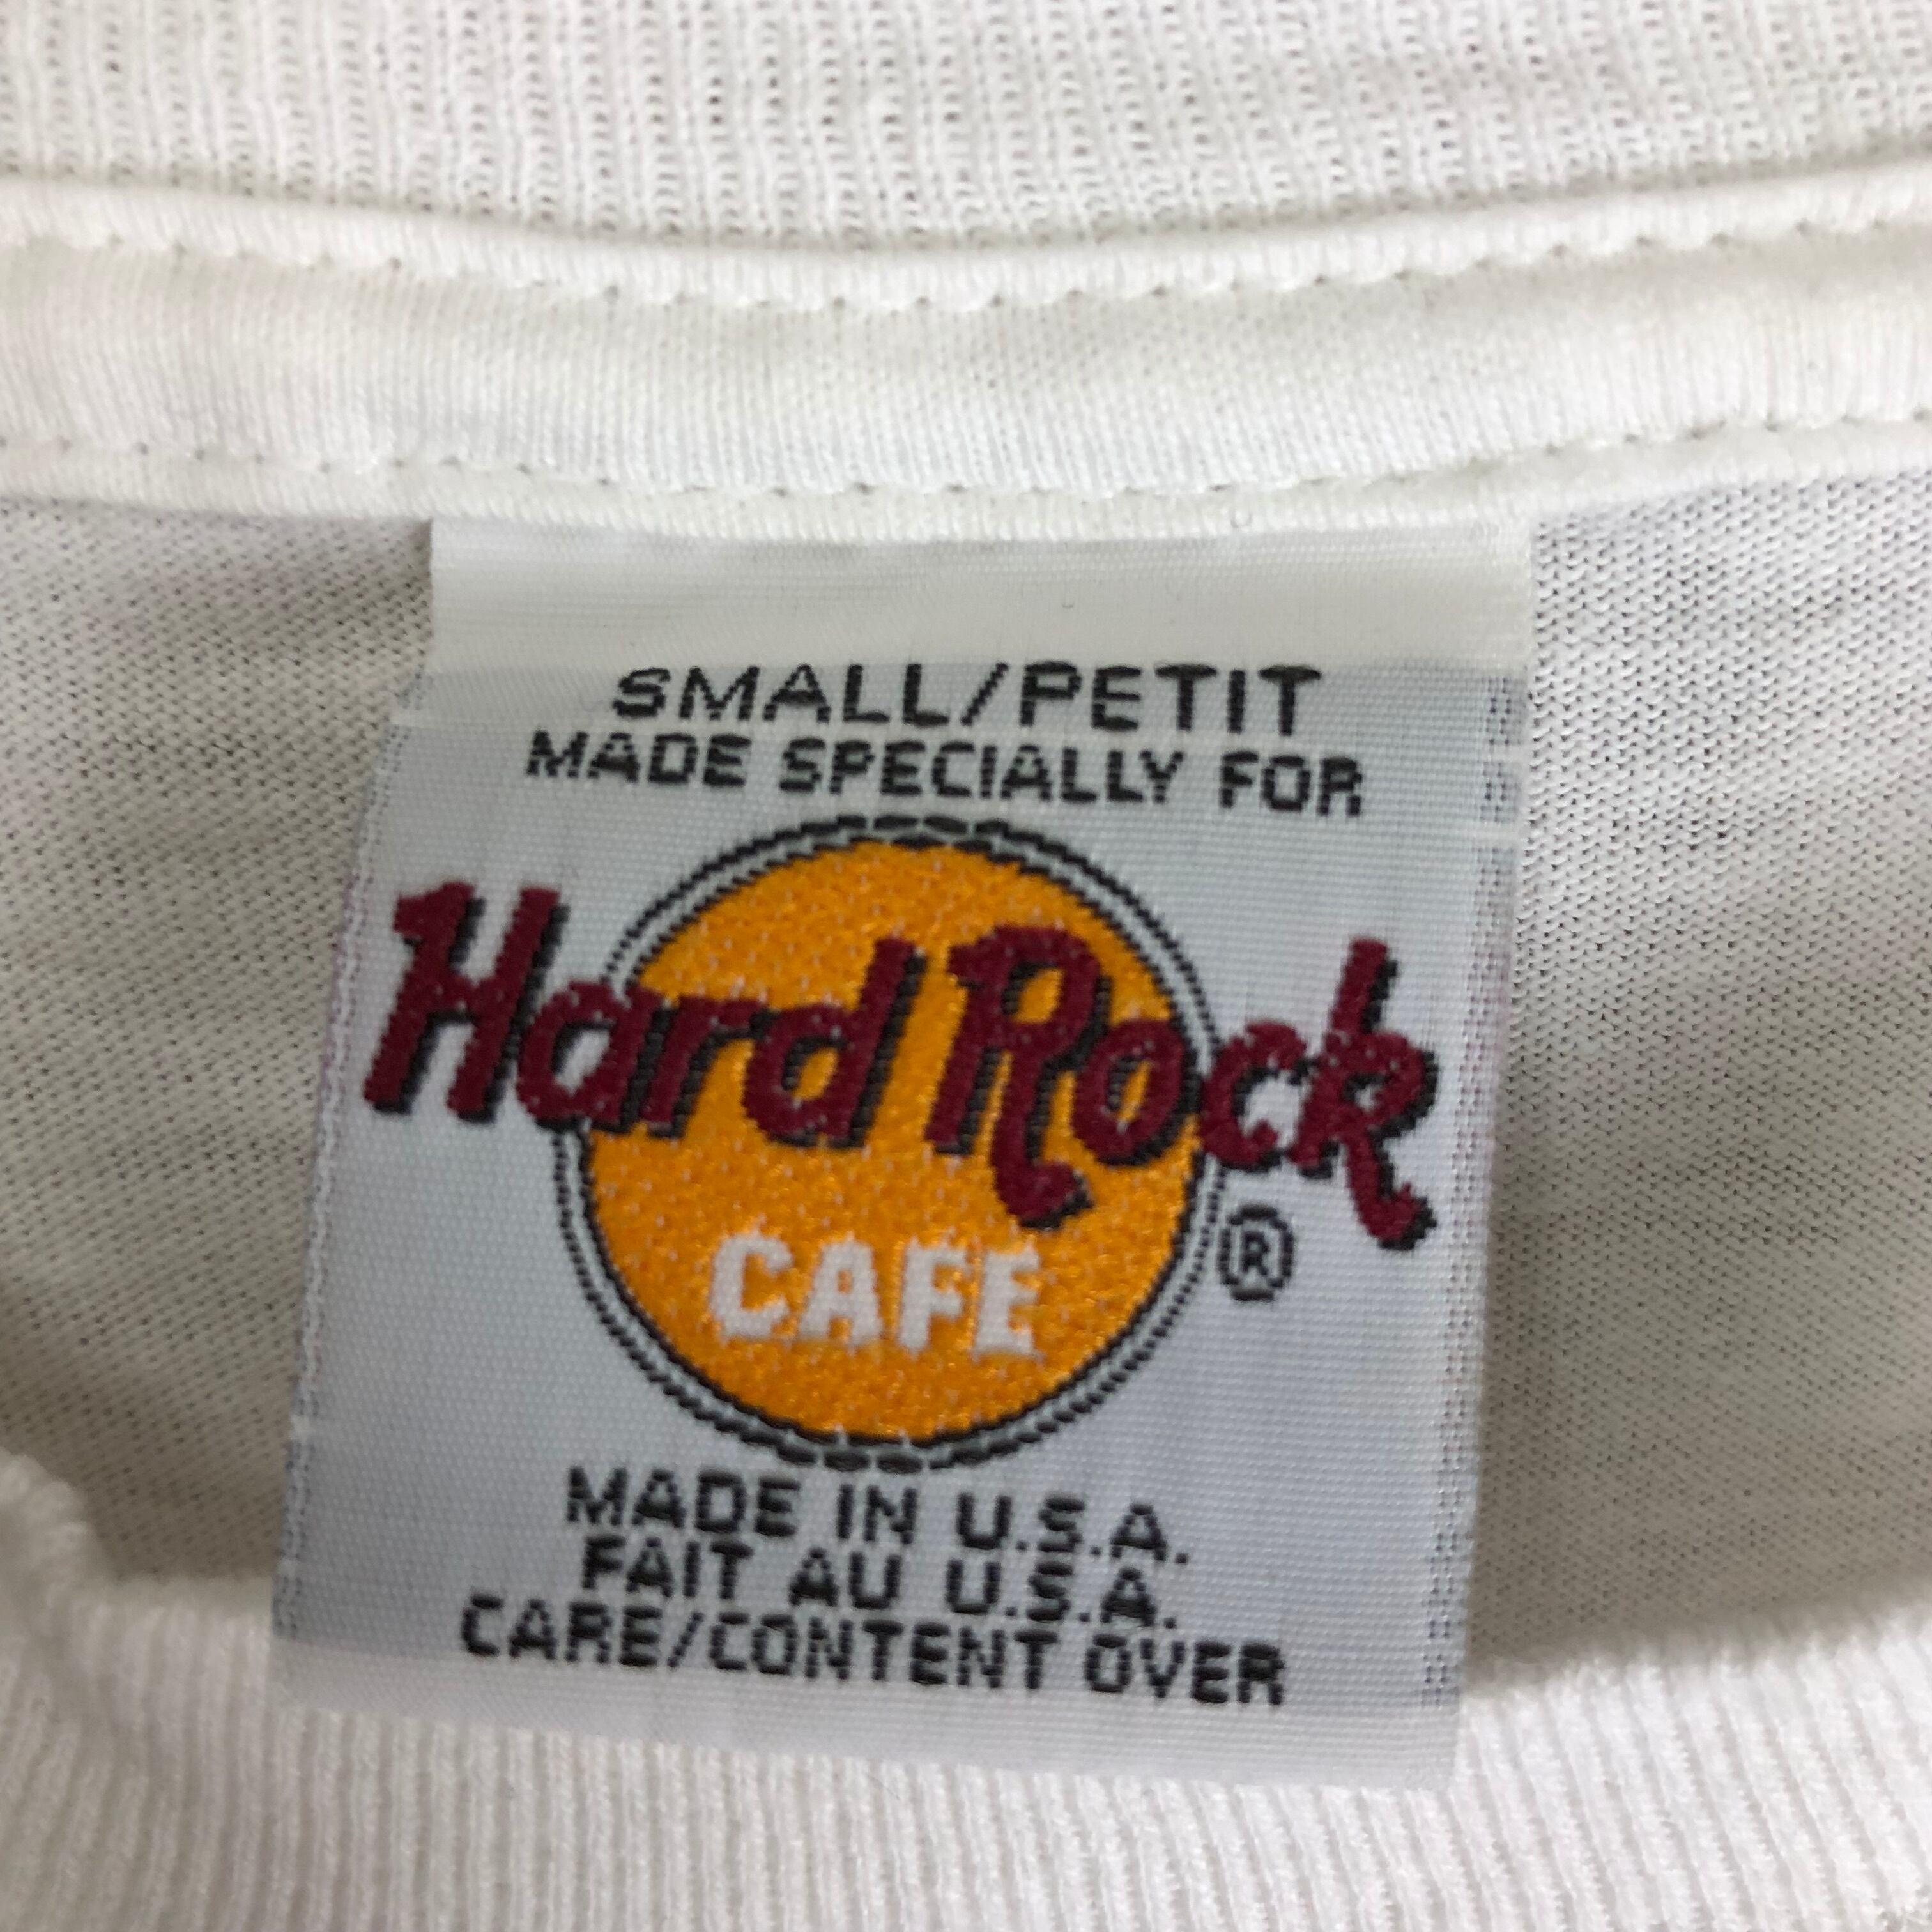 SMALL/PETIT
MADE SPECIALLY FOR
Hard Rock
CAFE
®
MADE IN U.S.A.
FAIT AU U.S.A.
CARE/CONTENT OVER